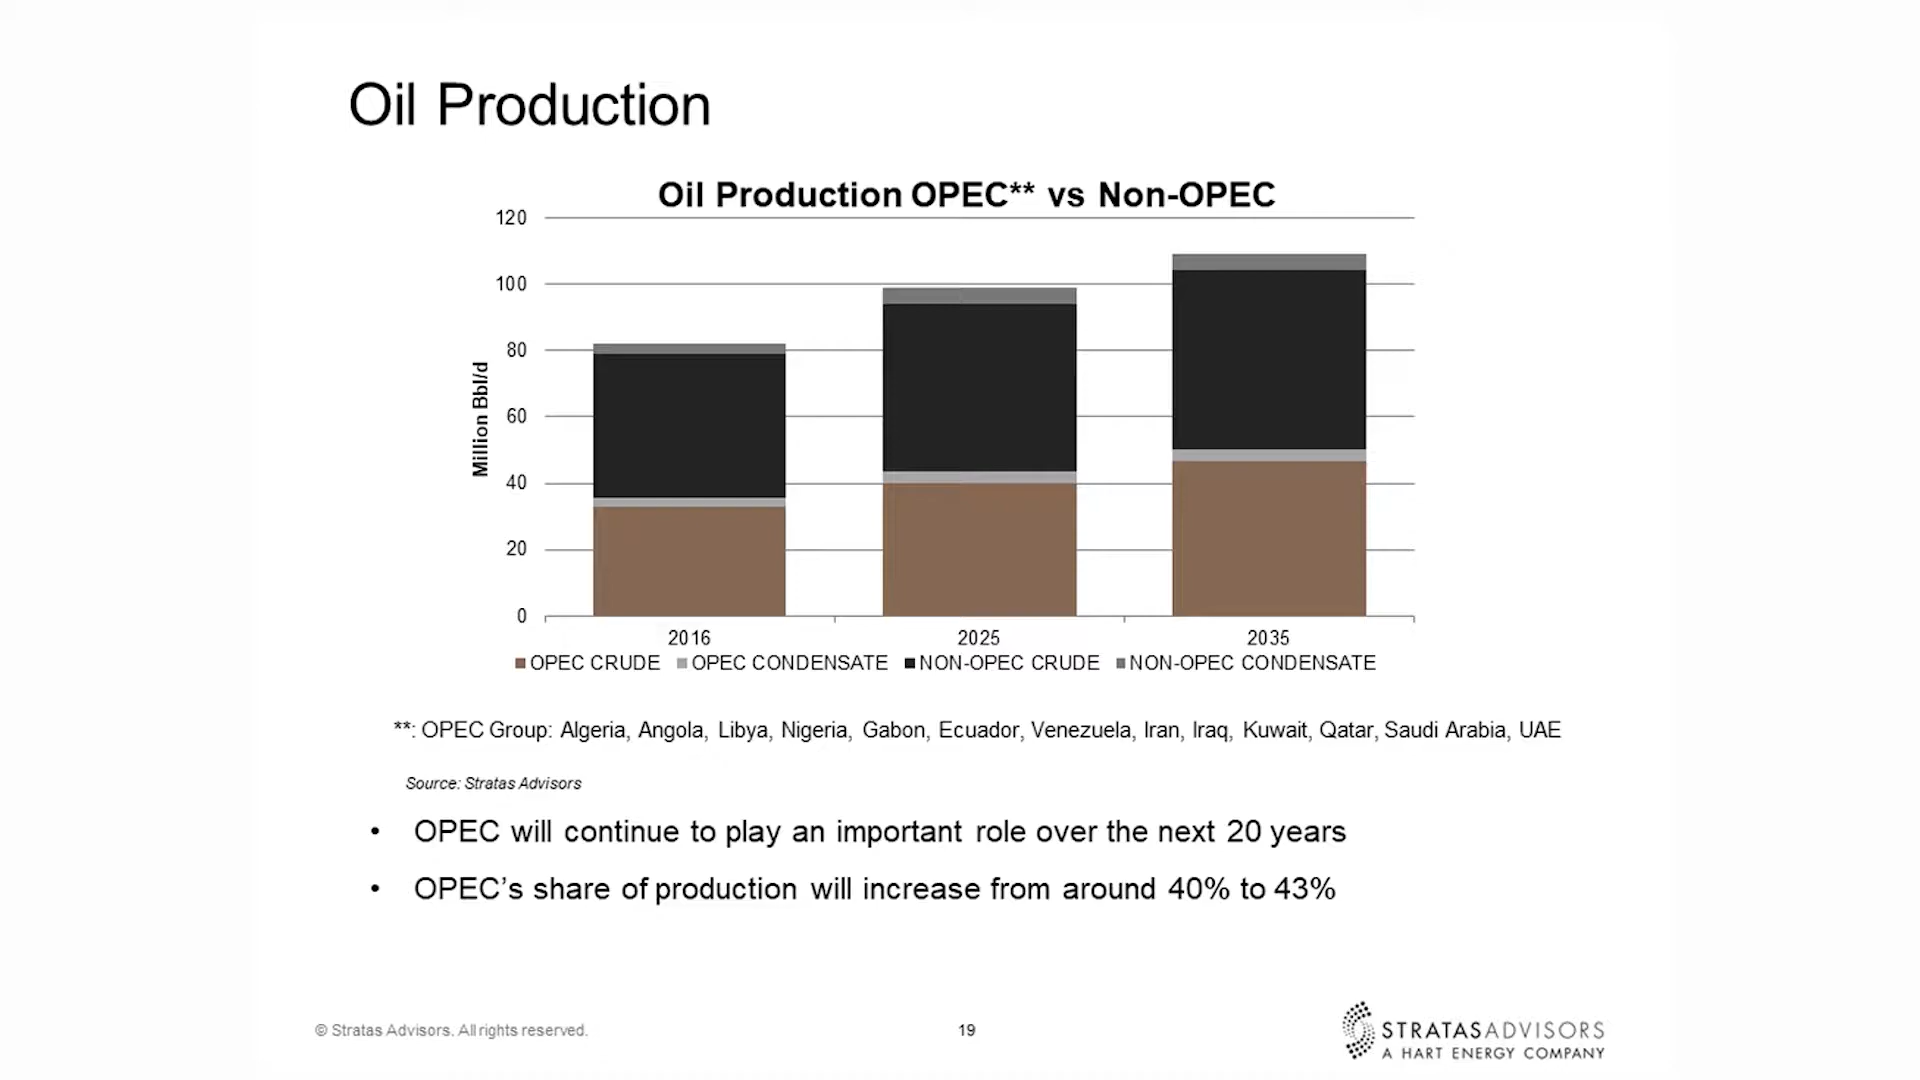 Oil Production
Oil Production OPEC** vs Non-OPEC
120
100
80
60
40
20
0
Million Bbl/d
2016 2025 2035
OPEC CRUDE OPEC CONDENSATE NON-OPEC CRUDE NON-OPEC CONDENSATE
**: OPEC Group: Algeria, Angola, Libya, Nigeria, Gabon, Ecuador, Venezuela, Iran, Iraq, Kuwait, Qatar, Saudi Arabia, UAE
Source: Stratas Advisors
• OPEC will continue to play an important role over the next 20 years
• OPEC’s share of production will increase from around 40% to 43%
© Stratas Advisors. All rights reserved.
19
STRATASADVISORS
A HART ENERGY COMPANY